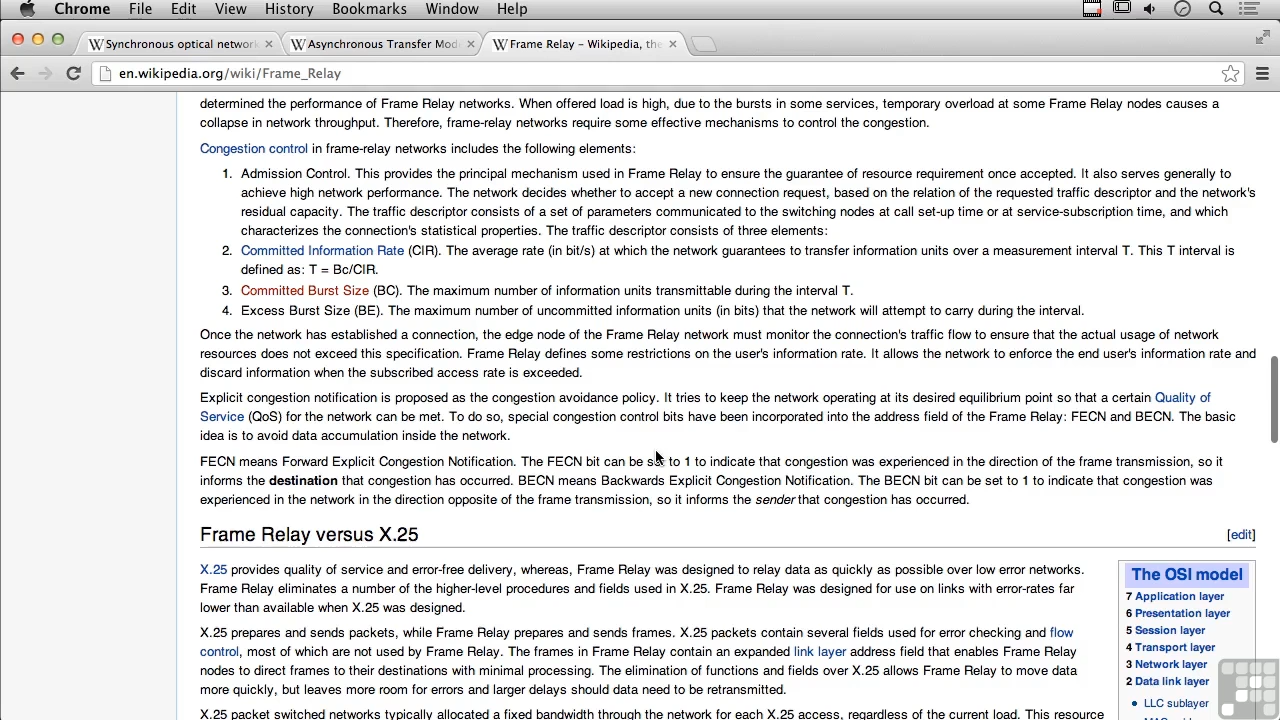 Chrome File Edit View History Bookmarks Window Help
Synchronous optical network
Asynchronous Transfer Mod
Frame Relay – Wikipedia, the
en.wikipedia.org/wiki/Frame_Relay
determined the performance of Frame Relay networks. When offered load is high, due to the bursts in some services, temporary overload at some Frame Relay nodes causes a
collapse in network throughput. Therefore, frame-relay networks require some effective mechanisms to control the congestion.
Congestion control in frame-relay networks includes the following elements:
1. Admission Control. This provides the principal mechanism used in Frame Relay to ensure the guarantee of resource requirement once accepted. It also serves generally to
achieve high network performance. The network decides whether to accept a new connection request, based on the relation of the requested traffic descriptor and the network's
residual capacity. The traffic descriptor consists of a set of parameters communicated to the switching nodes at call set-up time or at service-subscription time, and which
characterizes the connection's statistical properties. The traffic descriptor consists of three elements:
2. Committed Information Rate (CIR). The average rate (in bit/s) at which the network guarantees to transfer information units over a measurement interval T. This T interval is
defined as: T = Bc/CIR.
3. Committed Burst Size (BC). The maximum number of information units transmittable during the interval T.
4. Excess Burst Size (BE). The maximum number of uncommitted information units (in bits) that the network will attempt to carry during the interval.
Once the network has established a connection, the edge node of the Frame Relay network must monitor the connection's traffic flow to ensure that the actual usage of network
resources does not exceed this specification. Frame Relay defines some restrictions on the user's information rate. It allows the network to enforce the end user's information rate and
discard information when the subscribed access rate is exceeded.
Explicit congestion notification is proposed as the congestion avoidance policy. It tries to keep the network operating at its desired equilibrium point so that a certain Quality of
Service (QoS) for the network can be met. To do so, special congestion control bits have been incorporated into the address field of the Frame Relay: FECN and BECN. The basic
idea is to avoid data accumulation inside the network.
FECN means Forward Explicit Congestion Notification. The FECN bit can be set to 1 to indicate that congestion was experienced in the direction of the frame transmission, so it
informs the destination that congestion has occurred. BECN means Backwards Explicit Congestion Notification. The BECN bit can be set to 1 to indicate that congestion was
experienced in the network in the direction opposite of the frame transmission, so it informs the sender that congestion has occurred.
Frame Relay versus X.25 [edit]
X.25 provides quality of service and error-free delivery, whereas, Frame Relay was designed to relay data as quickly as possible over low error networks.
Frame Relay eliminates a number of the higher-level procedures and fields used in X.25. Frame Relay was designed for use on links with error-rates far
lower than available when X.25 was designed.
X.25 prepares and sends packets, while Frame Relay prepares and sends frames. X.25 packets contain several fields used for error checking and flow
control, most of which are not used by Frame Relay. The frames in Frame Relay contain an expanded link layer address field that enables Frame Relay
nodes to direct frames to their destinations with minimal processing. The elimination of functions and fields over X.25 allows Frame Relay to move data
more quickly, but leaves more room for errors and larger delays should data need to be retransmitted.
X.25 packet switched networks typically allocated a fixed bandwidth through the network for each X.25 access, regardless of the current load. This resource
The OSI model
7 Application layer
6 Presentation layer
5 Session layer
4 Transport layer
3 Network layer
2 Data link layer
LLC sublayer